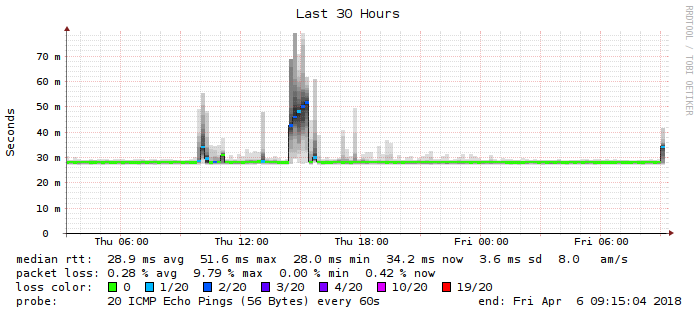 Last 30 Hours
RRDTOOL / TOBI OETIKER
Seconds
70 m
60 m
50 m
40 m
30 m
20 m
10 m
0
Thu 06:00 Thu 12:00 Thu 18:00 Fri 00:00 Fri 06:00
median rtt: 28.9 ms avg 51.6 ms max 28.0 ms min 34.2 ms now 3.6 ms sd 8.0 am/s
packet loss: 0.28 % avg 9.79 % max 0.00 % min 0.42 % now
loss color: 0 1/20 2/20 3/20 4/20 10/20 19/20
probe: 20 ICMP Echo Pings (56 Bytes) every 60s end: Fri Apr 6 09:15:04 2018